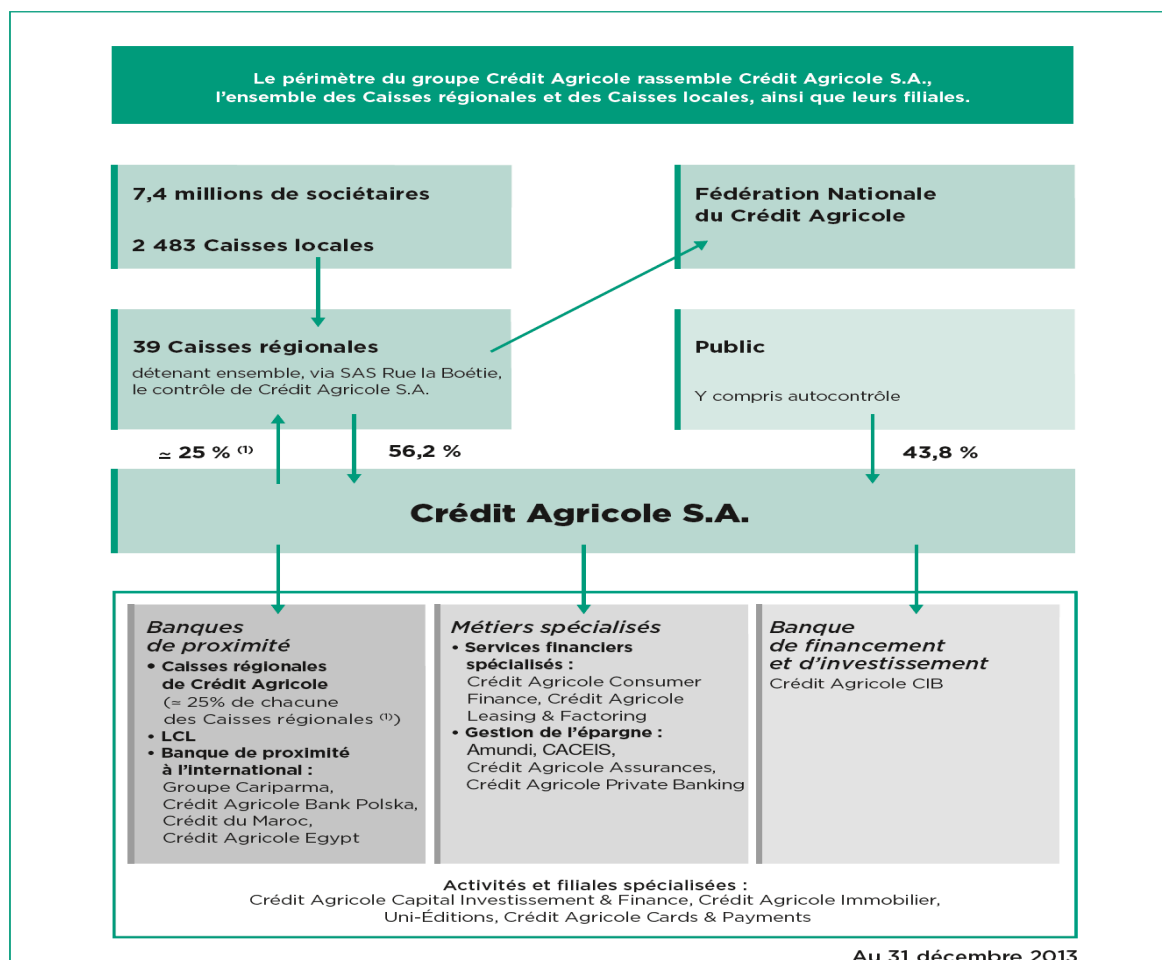 Le périmètre du groupe Crédit Agricole rassemble Crédit Agricole S.A.,
l'ensemble des Caisses régionales et des Caisses locales, ainsi que leurs filiales.
7,4 millions de sociétaires
2 483 Caisses locales
Fédération Nationale
du Crédit Agricole
39 Caisses régionales
détenant ensemble, via SAS Rue la Boétie,
le contrôle de Crédit Agricole S.A.
Public
Y compris autocontrôle
≃ 25 % (1)
56,2 %
43,8 %
Crédit Agricole S.A.
Banques
de proximité
• Caisses régionales
de Crédit Agricole
(≃ 25% de chacune
des Caisses régionales (1))
• LCL
• Banque de proximité
à l'international :
Groupe Cariparma,
Crédit Agricole Bank Polska,
Crédit du Maroc,
Crédit Agricole Egypt
Métiers spécialisés
• Services financiers
spécialisés :
Crédit Agricole Consumer
Finance, Crédit Agricole
Leasing & Factoring
• Gestion de l'épargne :
Amundi, CACEIS,
Crédit Agricole Assurances,
Crédit Agricole Private Banking
Banque
de financement
et d'investissement
Crédit Agricole CIB
Activités et filiales spécialisées :
Crédit Agricole Capital Investissement & Finance, Crédit Agricole Immobilier,
Uni-Éditions, Crédit Agricole Cards & Payments
Au 31 décembre 2013